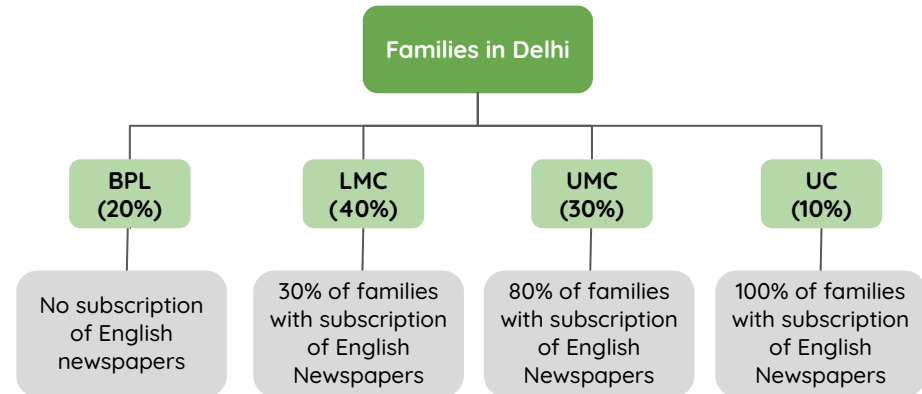 Families in Delhi
BPL
(20%)
LMC
(40%)
UMC
(30%)
UC
(10%)
No subscription
of English
newspapers
30% of families
with subscription
of English
Newspapers
80% of families
with subscription
of English
Newspapers
100% of families
with subscription
of English
Newspapers